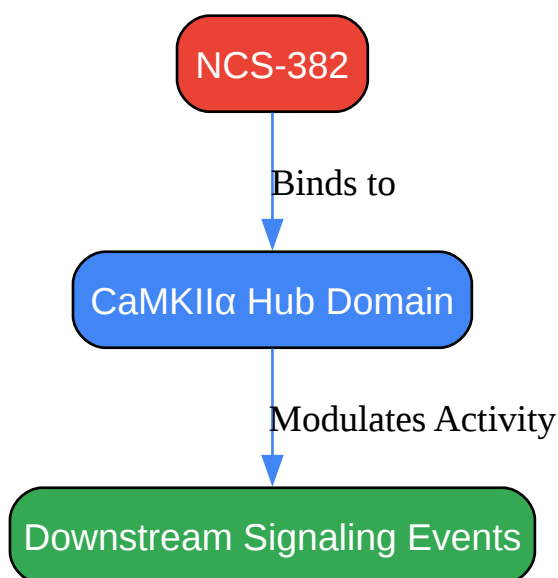 NCS-382
Binds to
CaMKIIα Hub Domain
Modulates Activity
Downstream Signaling Events